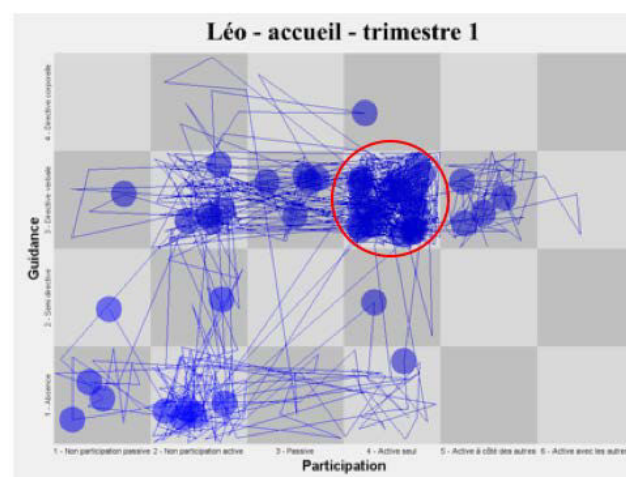 Léo - accueil - trimestre 1
4 - Directive corporelle
3 - Directive verbale
2 - Semi directive
1 - Absence
Guidance
1 - Non participation passive
2 - Non participation active
3 - Passive
4 - Active seul
5 - Active à côté des autres
6 - Active avec les autres
Participation